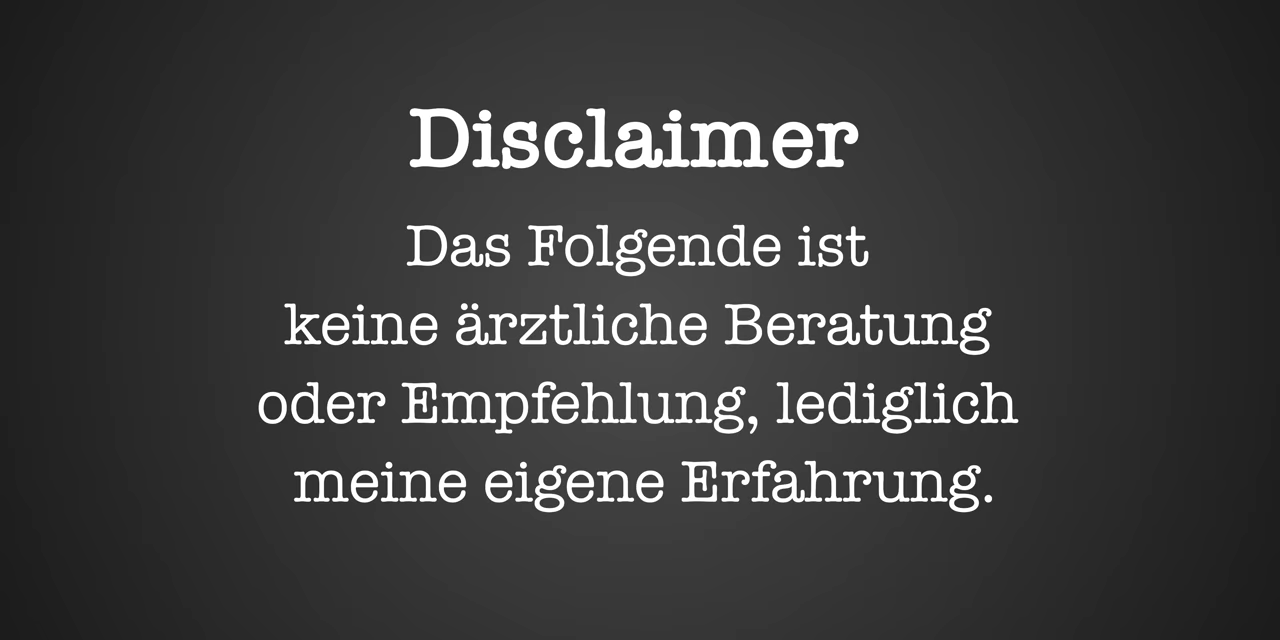 Disclaimer
Das Folgende ist
keine ärztliche Beratung
oder Empfehlung, lediglich
meine eigene Erfahrung.